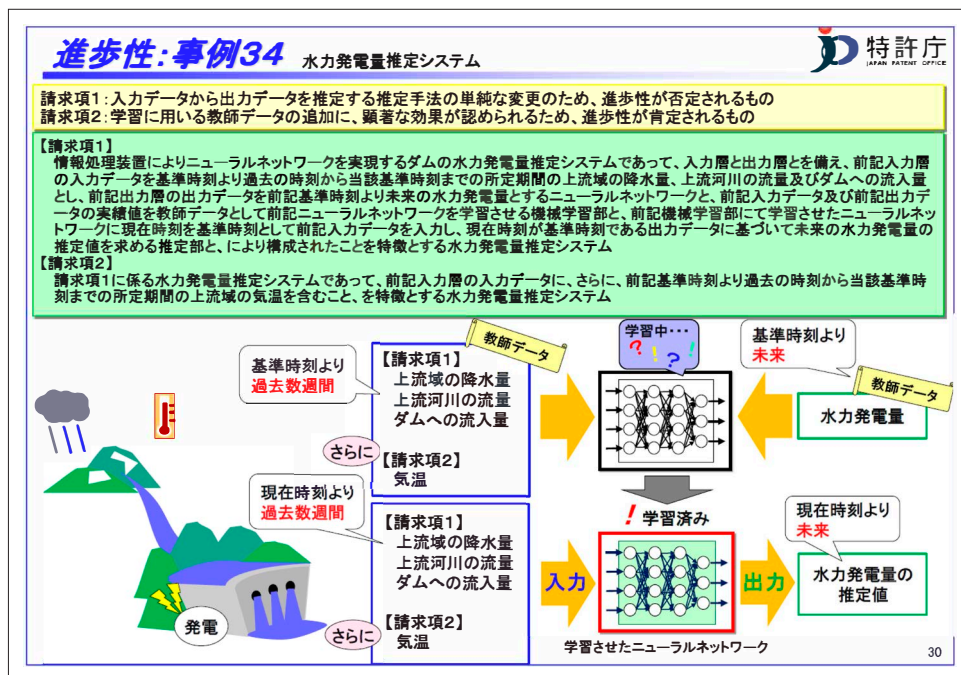 進歩性:事例34 水力発電量推定システム
特許庁
JAPAN PATENT OFFICE
請求項1:入力データから出力データを推定する推定手法の単純な変更のため、進歩性が否定されるもの
請求項2:学習に用いる教師データの追加に、顕著な効果が認められるため、進歩性が肯定されるもの
【請求項1】
情報処理装置によりニューラルネットワークを実現するダムの水力発電量推定システムであって、入力層と出力層とを備え、前記入力層
の入力データを基準時刻より過去の時刻から当該基準時刻までの所定期間の上流域の降水量、上流河川の流量及びダムへの流入量
とし、前記出力層の出力データを前記基準時刻より未来の水力発電量とするニューラルネットワークと、前記入力データ及び前記出力デ
ータの実績値を教師データとして前記ニューラルネットワークを学習させる機械学習部と、前記機械学習部にて学習させたニューラルネッ
トワークに現在時刻を基準時刻として前記入力データを入力し、現在時刻が基準時刻である出力データに基づいて未来の水力発電量の
推定値を求める推定部と、により構成されたことを特徴とする水力発電量推定システム
【請求項2】
請求項1に係る水力発電量推定システムであって、前記入力層の入力データに、さらに、前記基準時刻より過去の時刻から当該基準時
刻までの所定期間の上流域の気温を含むこと、を特徴とする水力発電量推定システム
基準時刻より
過去数週間
教師データ
【請求項1】
上流域の降水量
上流河川の流量
ダムへの流入量
さらに
【請求項2】
気温
学習中・・・
? ! ? !
基準時刻より
未来
教師データ
水力発電量
現在時刻より
過去数週間
【請求項1】
上流域の降水量
上流河川の流量
ダムへの流入量
さらに
【請求項2】
気温
発電
! 学習済み
入力
出力
現在時刻より
未来
水力発電量の
推定値
学習させたニューラルネットワーク
30